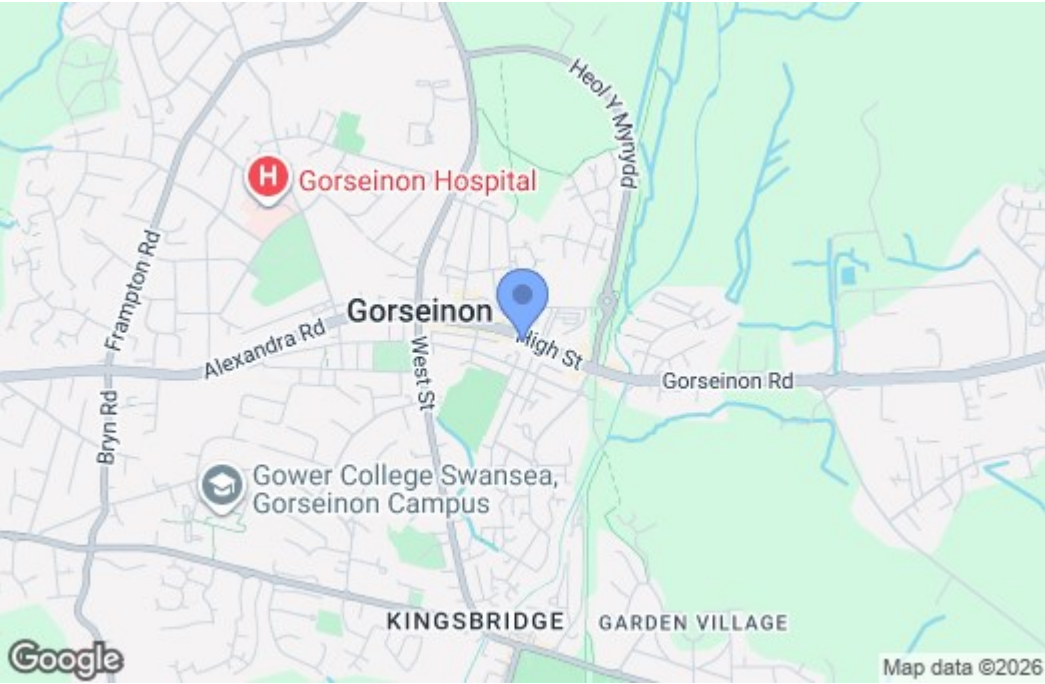 Heol Y Mynydd
H
Gorseinon Hospital
Frampton Rd
Gorseinon
High St
Alexandra Rd
West St
Gorseinon Rd
Bryn Rd
Gower College Swansea,
Gorseinon Campus
KINGSBRIDGE
GARDEN VILLAGE
Google
Map data ©2026